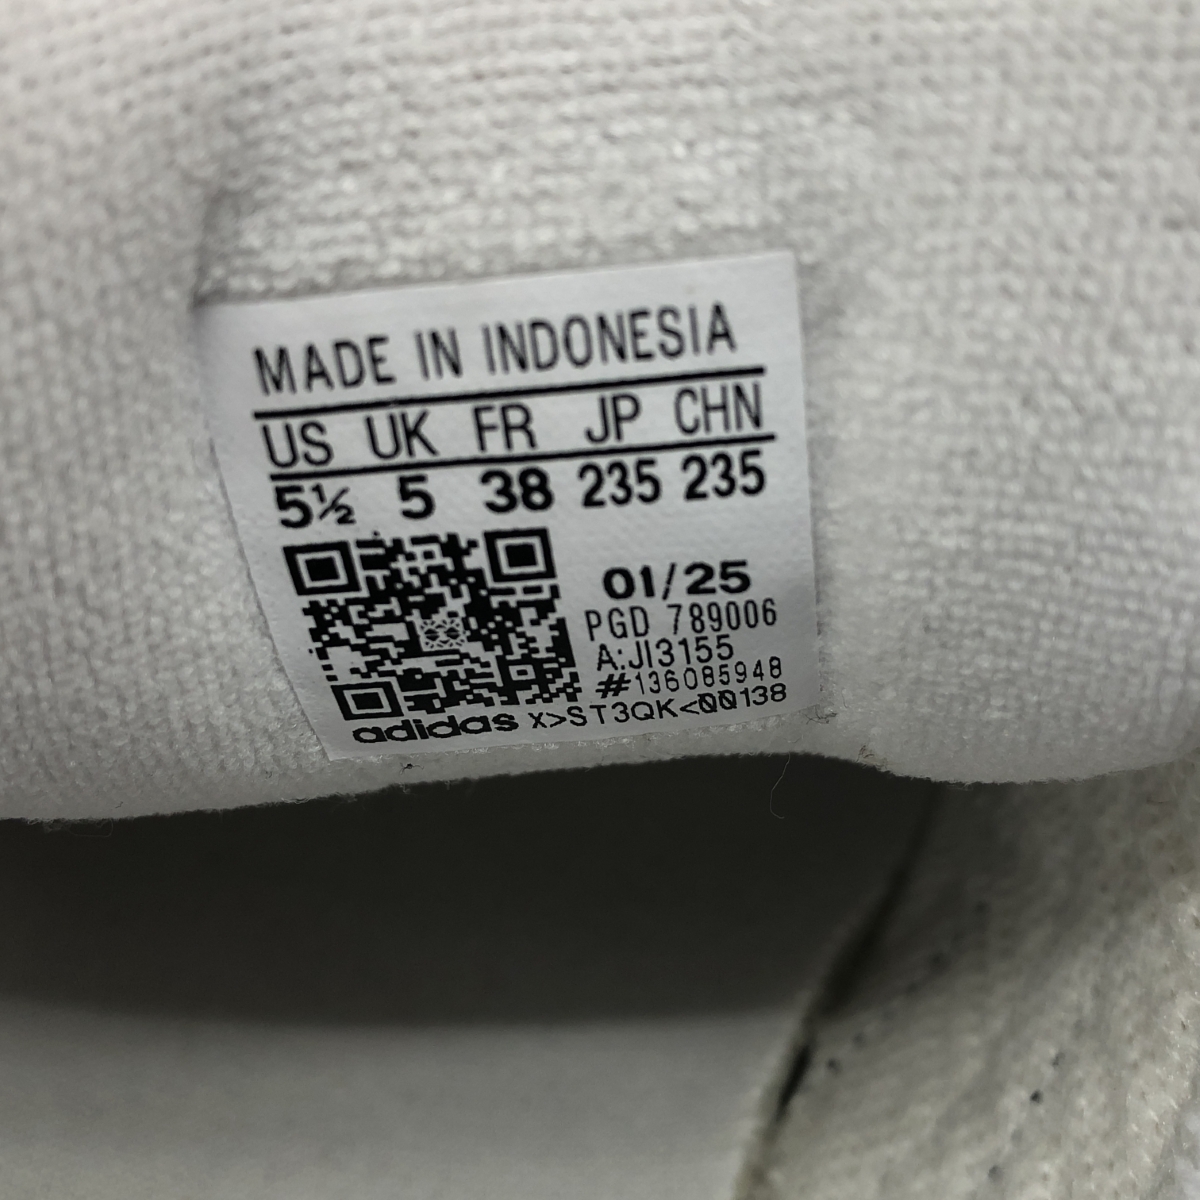 MADE IN INDONESIA
US UK FR JP CHN
5½ 5 38 235 235
01/25
PGD 789006
A:JI3155
#136085948
adidas X>ST3QK<00138